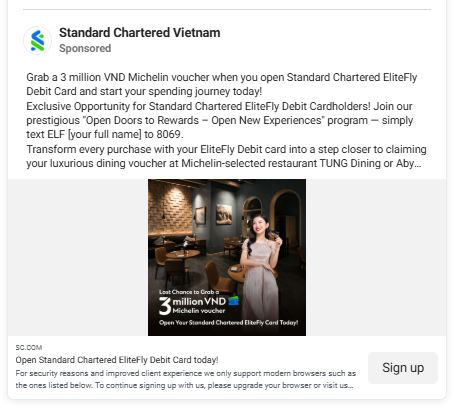 Standard Chartered Vietnam
Sponsored
Grab a 3 million VND Michelin voucher when you open Standard Chartered EliteFly
Debit Card and start your spending journey today!
Exclusive Opportunity for Standard Chartered EliteFly Debit Cardholders! Join our
prestigious "Open Doors to Rewards – Open New Experiences" program — simply
text ELF [your full name] to 8069.
Transform every purchase with your EliteFly Debit card into a step closer to claiming
your luxurious dining voucher at Michelin-selected restaurant TUNG Dining or Aby...
Last Chance to Grab a
3 million VND
Michelin voucher
Open Your Standard Chartered EliteFly Card Today!
SC.COM
Open Standard Chartered EliteFly Debit Card today!
For security reasons and improved client experience we only support modern browsers such as
the ones listed below. To continue signing up with us, please upgrade your browser or visit us...
Sign up